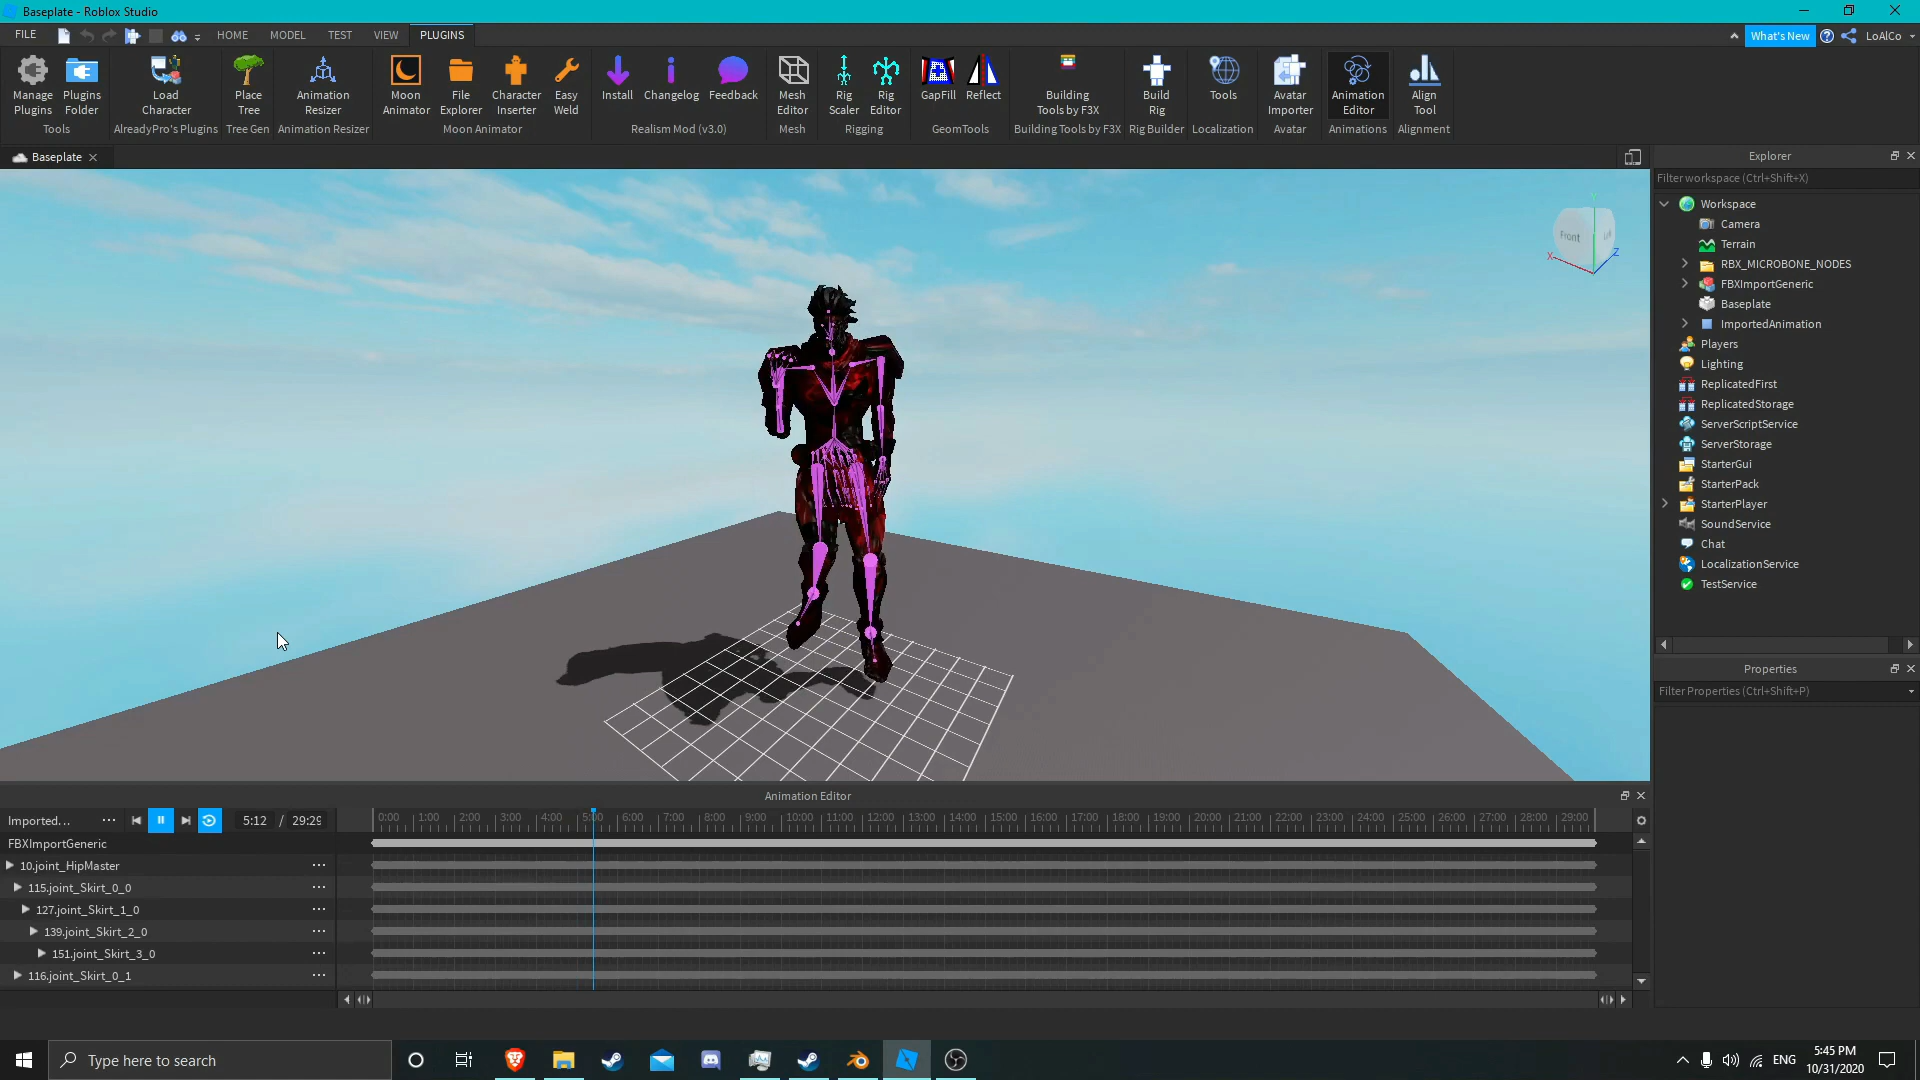 Baseplate - Roblox Studio
FILE HOME MODEL TEST VIEW PLUGINS What's New LoAlCo
Manage Plugins
Plugins Folder
Load Character
Place Tree
Animation Resizer
Moon Animator
File Explorer
Character Inserter
Easy Weld
Install
Changelog
Feedback
Mesh Editor
Rig Scaler
Rig Editor
GapFill
Reflect
Building Tools by F3X
Build Rig
Tools
Avatar Importer
Animation Editor
Align Tool
Tools AlreadyPro's Plugins Tree Gen Animation Resizer Moon Animator Realism Mod (v3.0) Mesh Rigging GeomTools Building Tools by F3X Rig Builder Localization Avatar Animations Alignment
Baseplate
Front
X
Z
Explorer
Filter workspace (Ctrl+Shift+X)
Workspace
Camera
Terrain
RBX_MICROBONE_NODES
FBXImportGeneric
Baseplate
ImportedAnimation
Players
Lighting
ReplicatedFirst
ReplicatedStorage
ServerScriptService
ServerStorage
StarterGui
StarterPack
StarterPlayer
SoundService
Chat
LocalizationService
TestService
Properties
Filter Properties (Ctrl+Shift+P)
Animation Editor
Imported... 5:12 / 29:29
0:00 1:00 2:00 3:00 4:00 5:00 6:00 7:00 8:00 9:00 10:00 11:00 12:00 13:00 14:00 15:00 16:00 17:00 18:00 19:00 20:00 21:00 22:00 23:00 24:00 25:00 26:00 27:00 28:00 29:00
FBXImportGeneric
10.joint_HipMaster
115.joint_Skirt_0_0
127.joint_Skirt_1_0
139.joint_Skirt_2_0
151.joint_Skirt_3_0
116.joint_Skirt_0_1
Type here to search
ENG
5:45 PM
10/31/2020